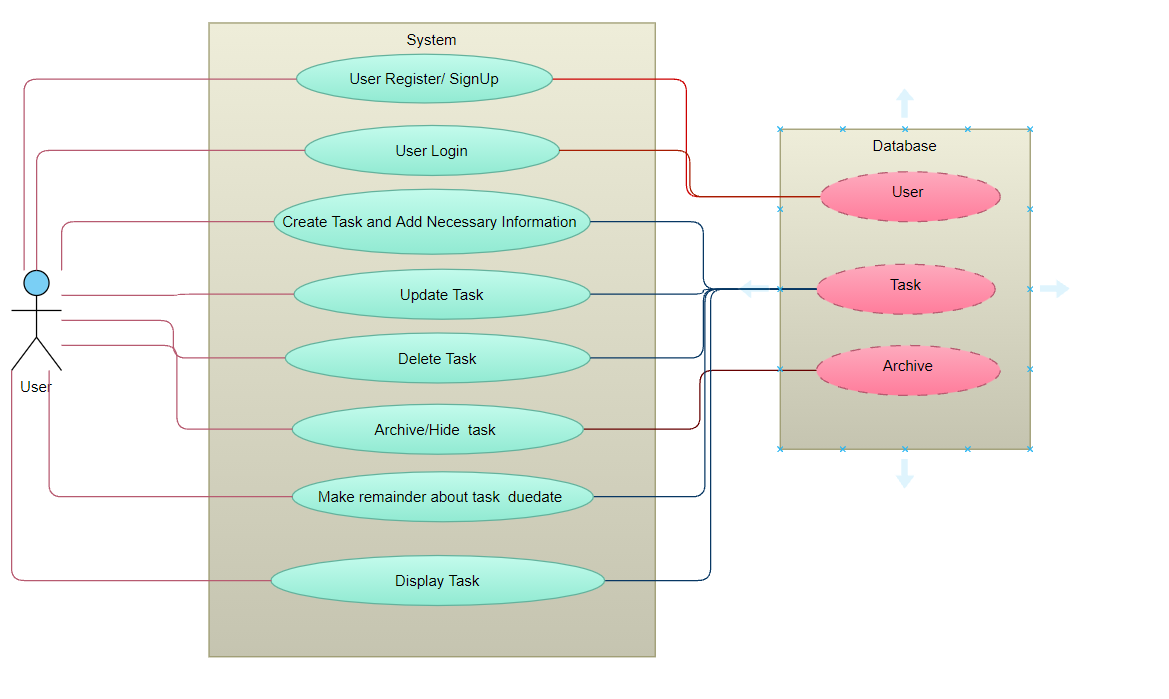 System
User Register/ SignUp
User Login
Create Task and Add Necessary Information
Update Task
Delete Task
Archive/Hide  task
Make remainder about task  duedate
Display Task
User
Database
User
Task
Archive